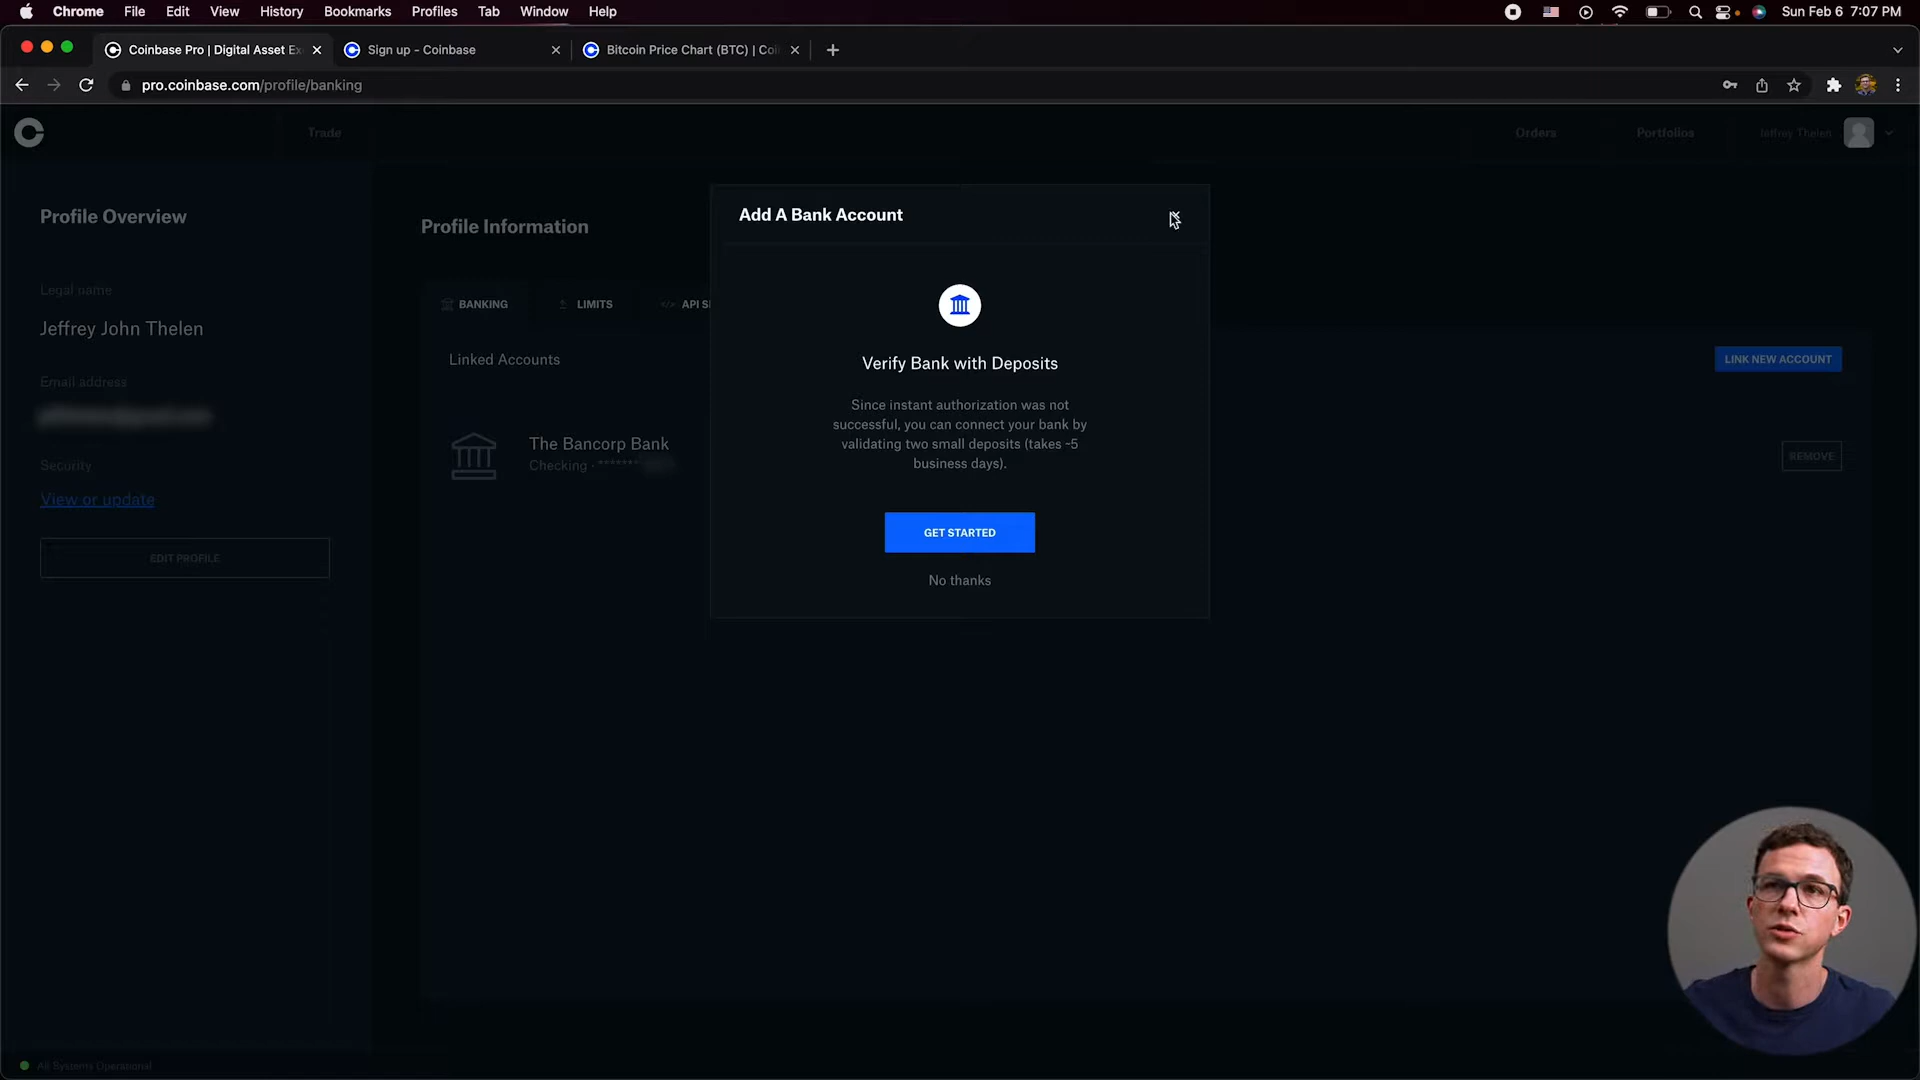 Chrome File Edit View History Bookmarks Profiles Tab Window Help Sun Feb 6 7:07 PM
Coinbase Pro | Digital Asset Ex Sign up - Coinbase Bitcoin Price Chart (BTC) | Coi
pro.coinbase.com/profile/banking
Trade Orders Portfolios Jeffrey Thelen
Add A Bank Account
Profile Overview
Profile Information
Legal name
BANKING LIMITS </> API S
Jeffrey John Thelen
Linked Accounts
LINK NEW ACCOUNT
Verify Bank with Deposits
Email address
Since instant authorization was not
successful, you can connect your bank by
validating two small deposits (takes ~5
business days).
The Bancorp Bank
Checking · *******
REMOVE
Security
View or update
GET STARTED
EDIT PROFILE
No thanks
All Systems Operational